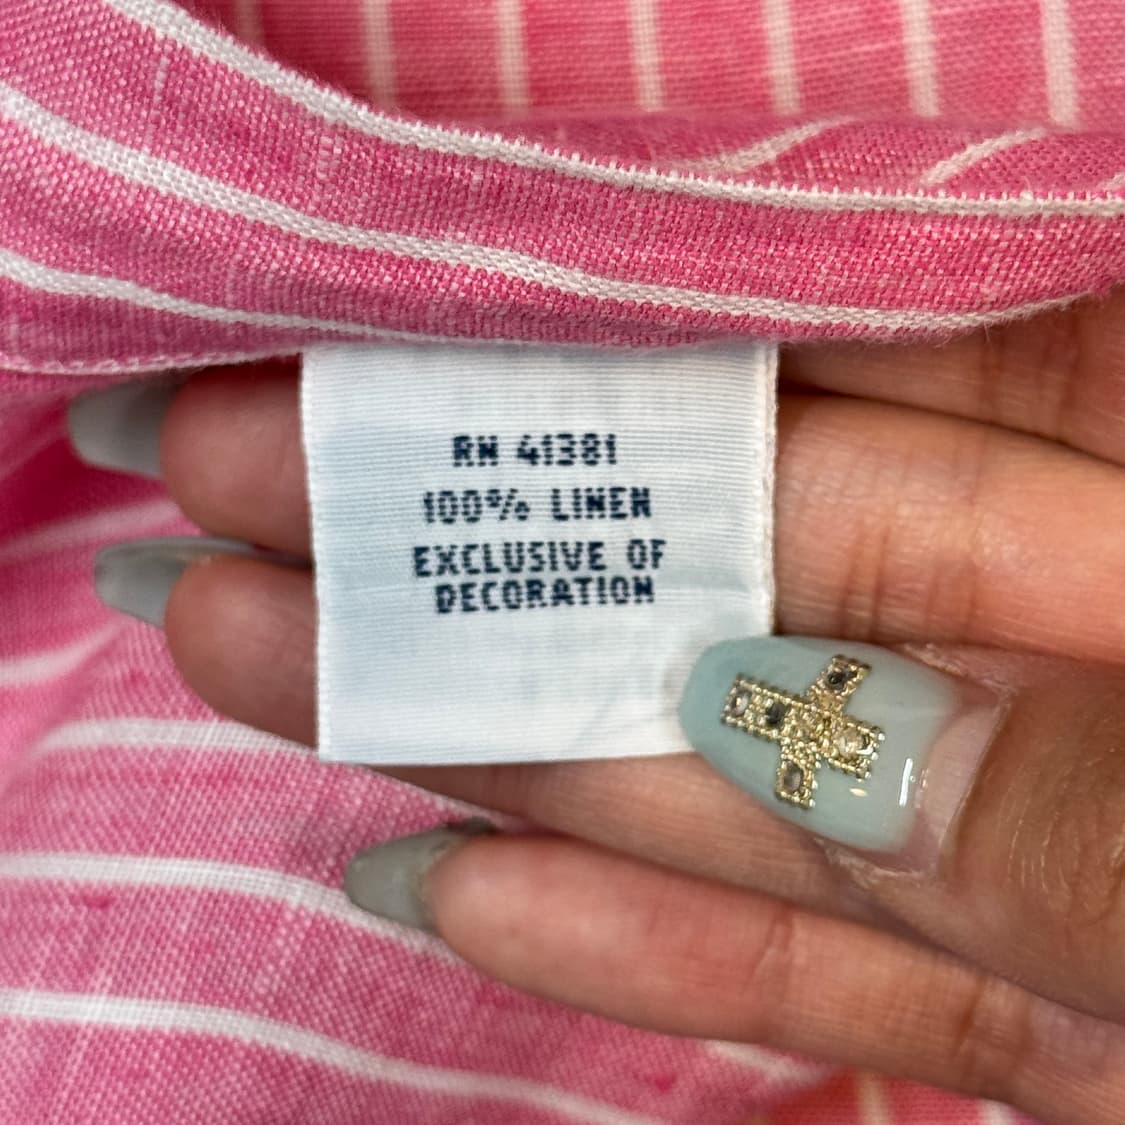 RN 41381
100% LINEN
EXCLUSIVE OF
DECORATION